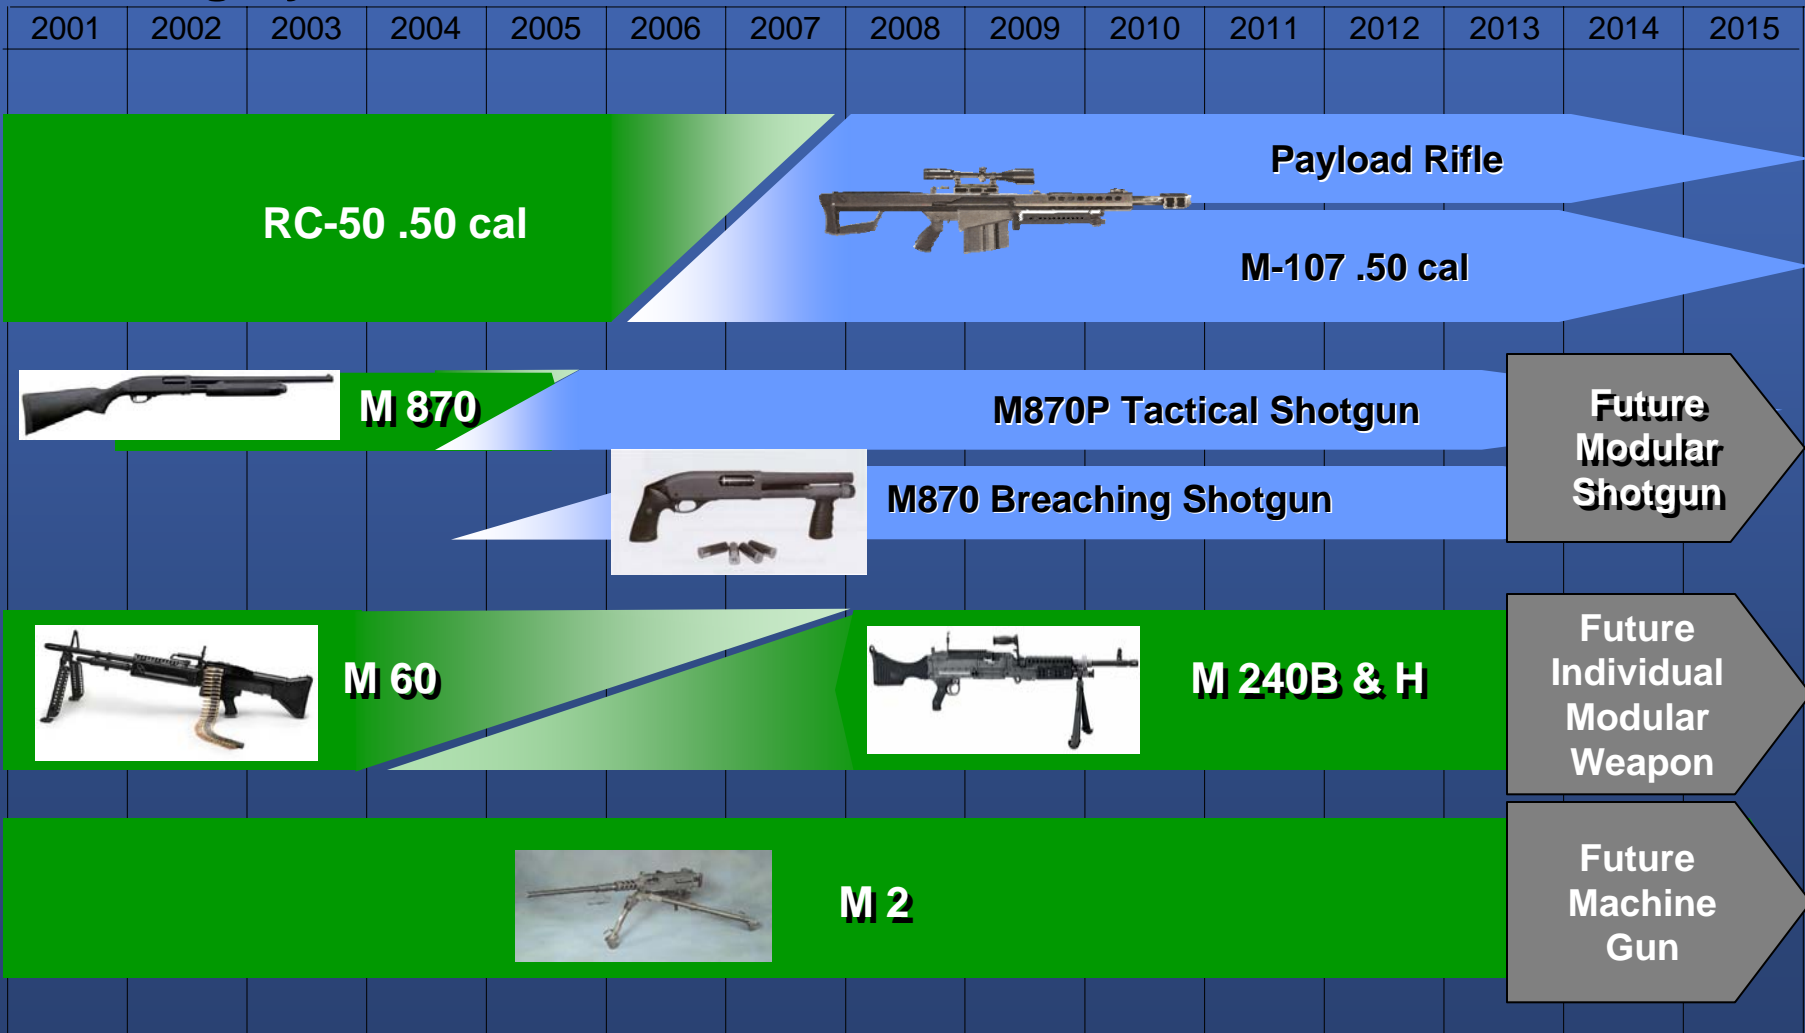 2001 2002 2003 2004 2005 2006 2007 2008 2009 2010 2011 2012 2013 2014 2015
Payload Rifle
RC-50 .50 cal
M-107 .50 cal
M 870
M870P Tactical Shotgun
M870 Breaching Shotgun
Future
Modular
Shotgun
M 60
M 240B & H
Future
Individual
Modular
Weapon
M 2
Future
Machine
Gun